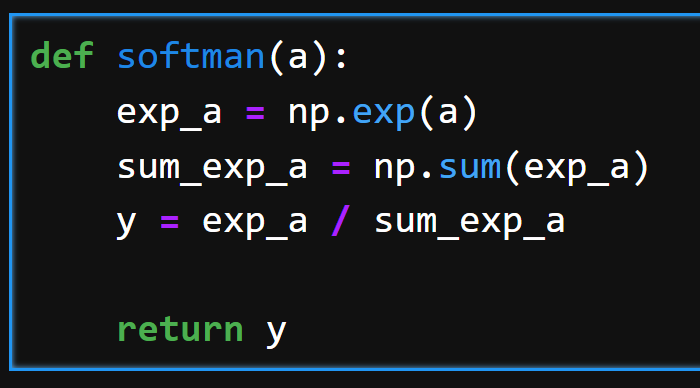 def softman(a):
    exp_a = np.exp(a)
    sum_exp_a = np.sum(exp_a)
    y = exp_a / sum_exp_a

    return y